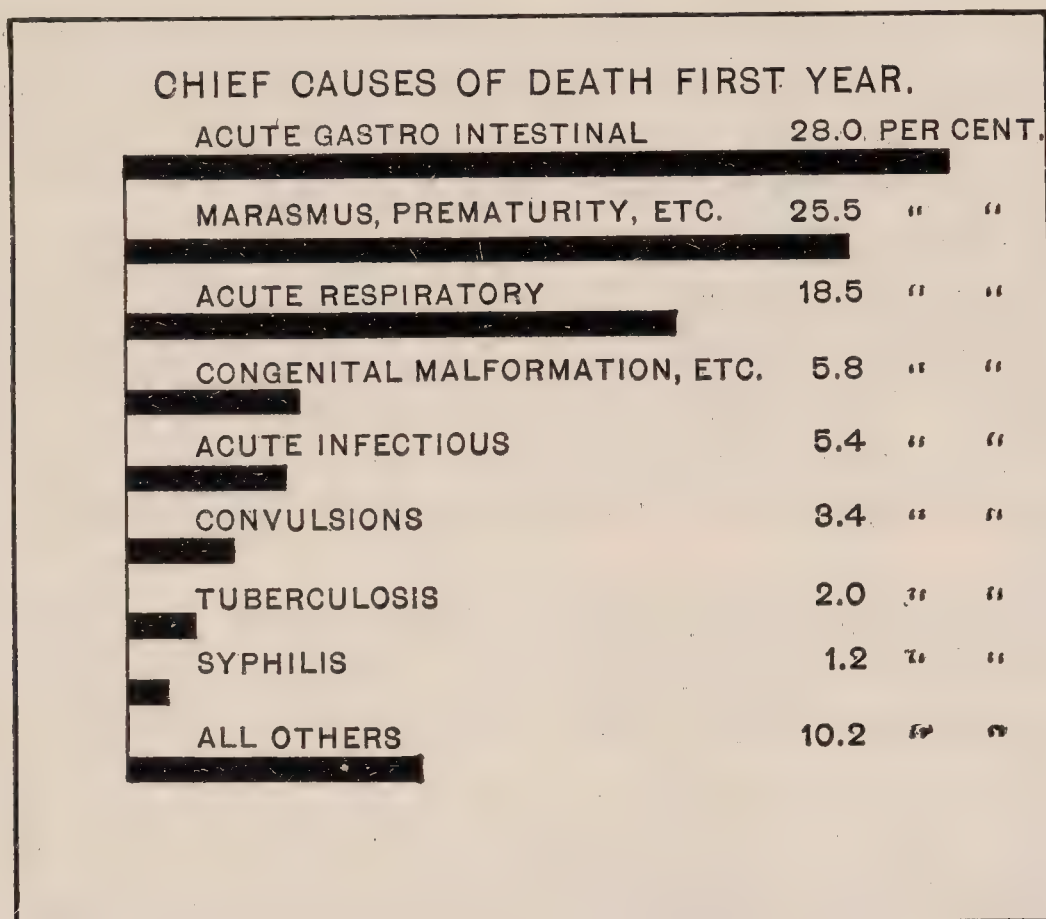 CHIEF CAUSES OF DEATH FIRST YEAR.
ACUTE GASTRO INTESTINAL 28.0 PER CENT.
MARASMUS, PREMATURITY, ETC. 25.5 " "
ACUTE RESPIRATORY 18.5 " "
CONGENITAL MALFORMATION, ETC. 5.8 " "
ACUTE INFECTIOUS 5.4 " "
CONVULSIONS 3.4 " "
TUBERCULOSIS 2.0 " "
SYPHILIS 1.2 " "
ALL OTHERS 10.2 " "